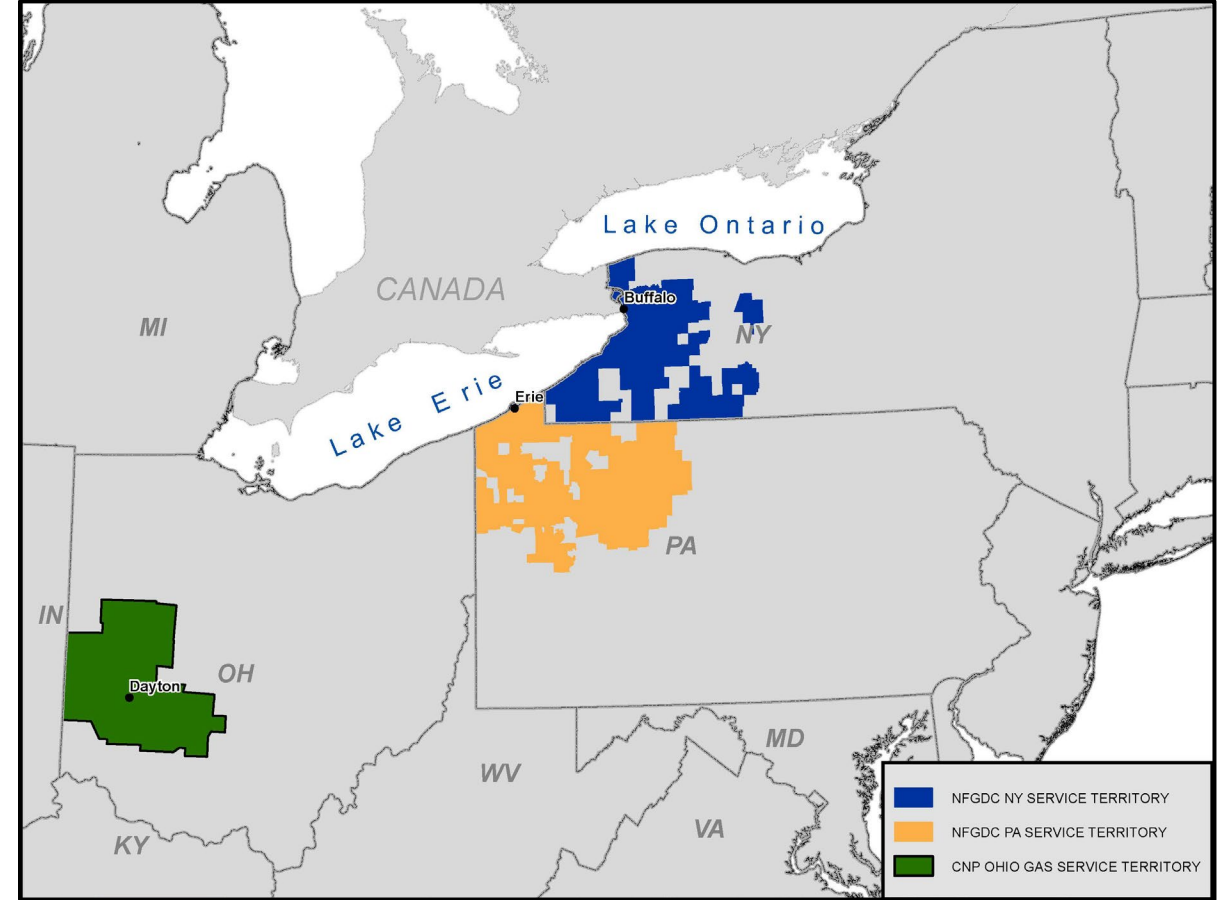 Lake Ontario
CANADA
Buffalo
MI
NY
Lake Erie
Erie
PA
IN
OH
Dayton
MD
WV
VA
KY
NFGDC NY SERVICE TERRITORY
NFGDC PA SERVICE TERRITORY
CNP OHIO GAS SERVICE TERRITORY